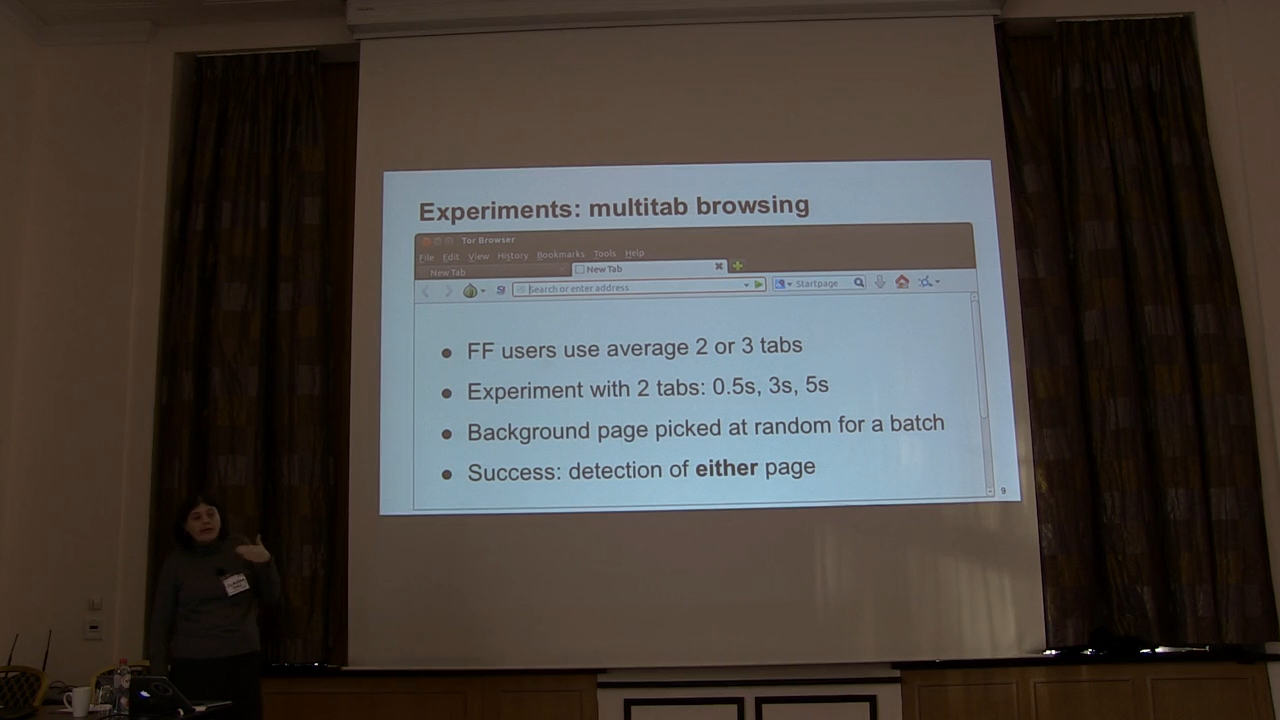 Experiments: multitab browsing
Tor Browser
File Edit View History Bookmarks Tools Help
New Tab
New Tab
Search or enter address
Startpage
● FF users use average 2 or 3 tabs
● Experiment with 2 tabs: 0.5s, 3s, 5s
● Background page picked at random for a batch
● Success: detection of either page
9